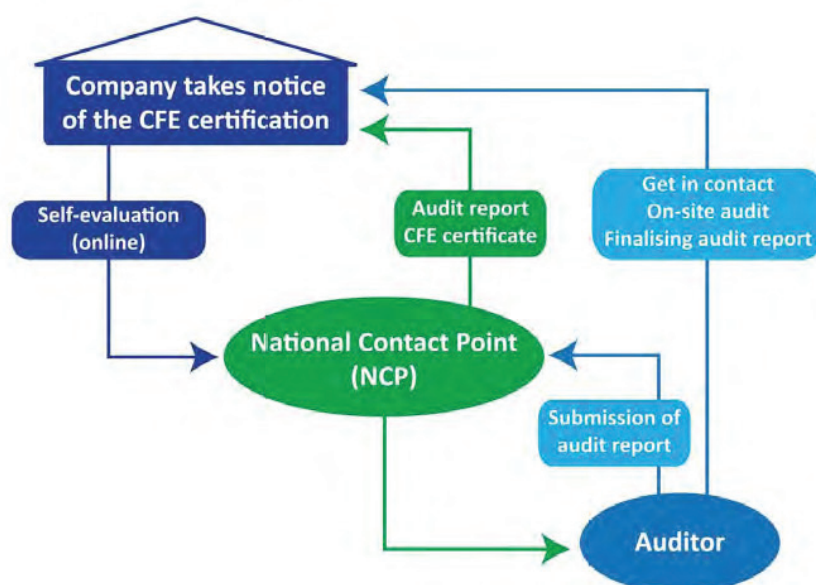 Company takes notice
of the CFE certification
Self-evaluation
(online)
Audit report
CFE certificate
Get in contact
On-site audit
Finalising audit report
National Contact Point
(NCP)
Submission of
audit report
Auditor